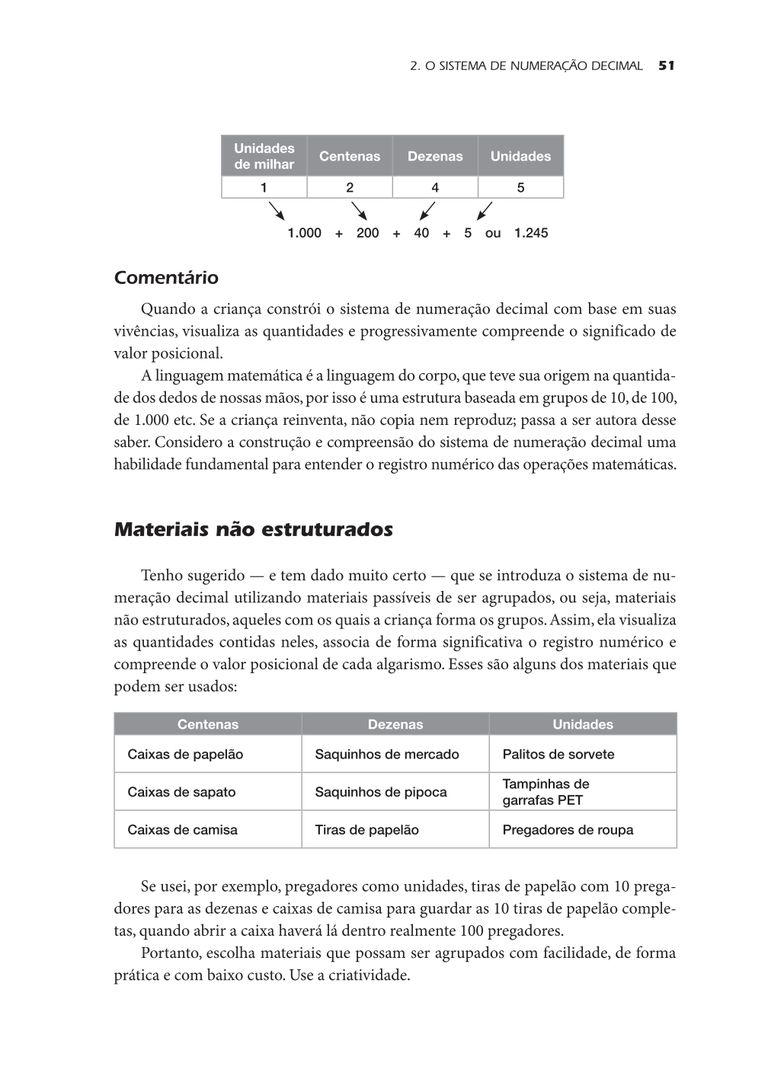 2. O SISTEMA DE NUMERAÇÃO DECIMAL 51
Unidades de milhar Centenas Dezenas Unidades
1 2 4 5
1.000 + 200 + 40 + 5 ou 1.245
Comentário
Quando a criança constrói o sistema de numeração decimal com base em suas
vivências, visualiza as quantidades e progressivamente compreende o significado de
valor posicional.
A linguagem matemática é a linguagem do corpo, que teve sua origem na quantida-
de dos dedos de nossas mãos, por isso é uma estrutura baseada em grupos de 10, de 100,
de 1.000 etc. Se a criança reinventa, não copia nem reproduz; passa a ser autora desse
saber. Considero a construção e compreensão do sistema de numeração decimal uma
habilidade fundamental para entender o registro numérico das operações matemáticas.
Materiais não estruturados
Tenho sugerido — e tem dado muito certo — que se introduza o sistema de nu-
meração decimal utilizando materiais passíveis de ser agrupados, ou seja, materiais
não estruturados, aqueles com os quais a criança forma os grupos. Assim, ela visualiza
as quantidades contidas neles, associa de forma significativa o registro numérico e
compreende o valor posicional de cada algarismo. Esses são alguns dos materiais que
podem ser usados:
Centenas Dezenas Unidades
Caixas de papelão Saquinhos de mercado Palitos de sorvete
Caixas de sapato Saquinhos de pipoca Tampinhas de garrafas PET
Caixas de camisa Tiras de papelão Pregadores de roupa
Se usei, por exemplo, pregadores como unidades, tiras de papelão com 10 prega-
dores para as dezenas e caixas de camisa para guardar as 10 tiras de papelão comple-
tas, quando abrir a caixa haverá lá dentro realmente 100 pregadores.
Portanto, escolha materiais que possam ser agrupados com facilidade, de forma
prática e com baixo custo. Use a criatividade.